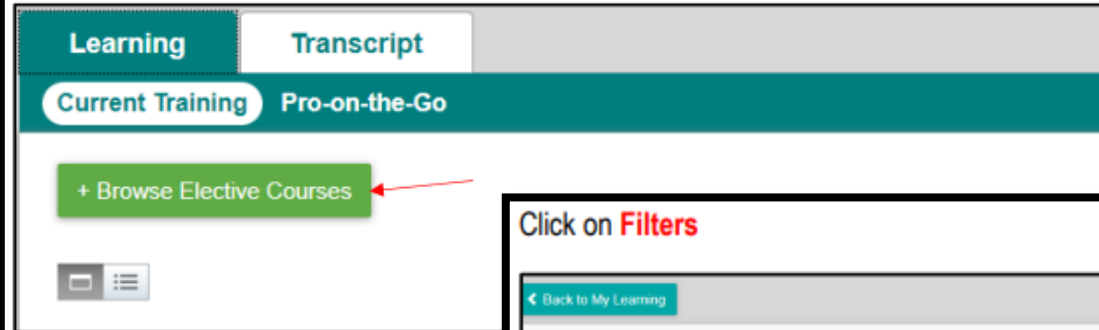 Learning Transcript
Current Training Pro-on-the-Go
+ Browse Elective Courses
Click on Filters
Back to My Learning